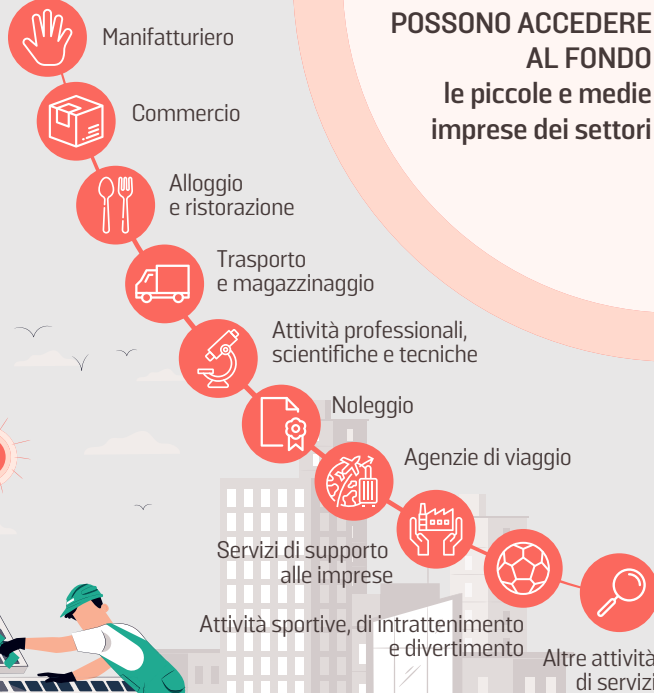 POSSONO ACCEDERE
AL FONDO
le piccole e medie
imprese dei settori
Manifatturiero
Commercio
Alloggio
e ristorazione
Trasporto
e magazzinaggio
Attività professionali,
scientifiche e tecniche
Noleggio
Agenzie di viaggio
Servizi di supporto
alle imprese
Attività sportive, di intrattenimento
e divertimento
Altre attività
di servizi